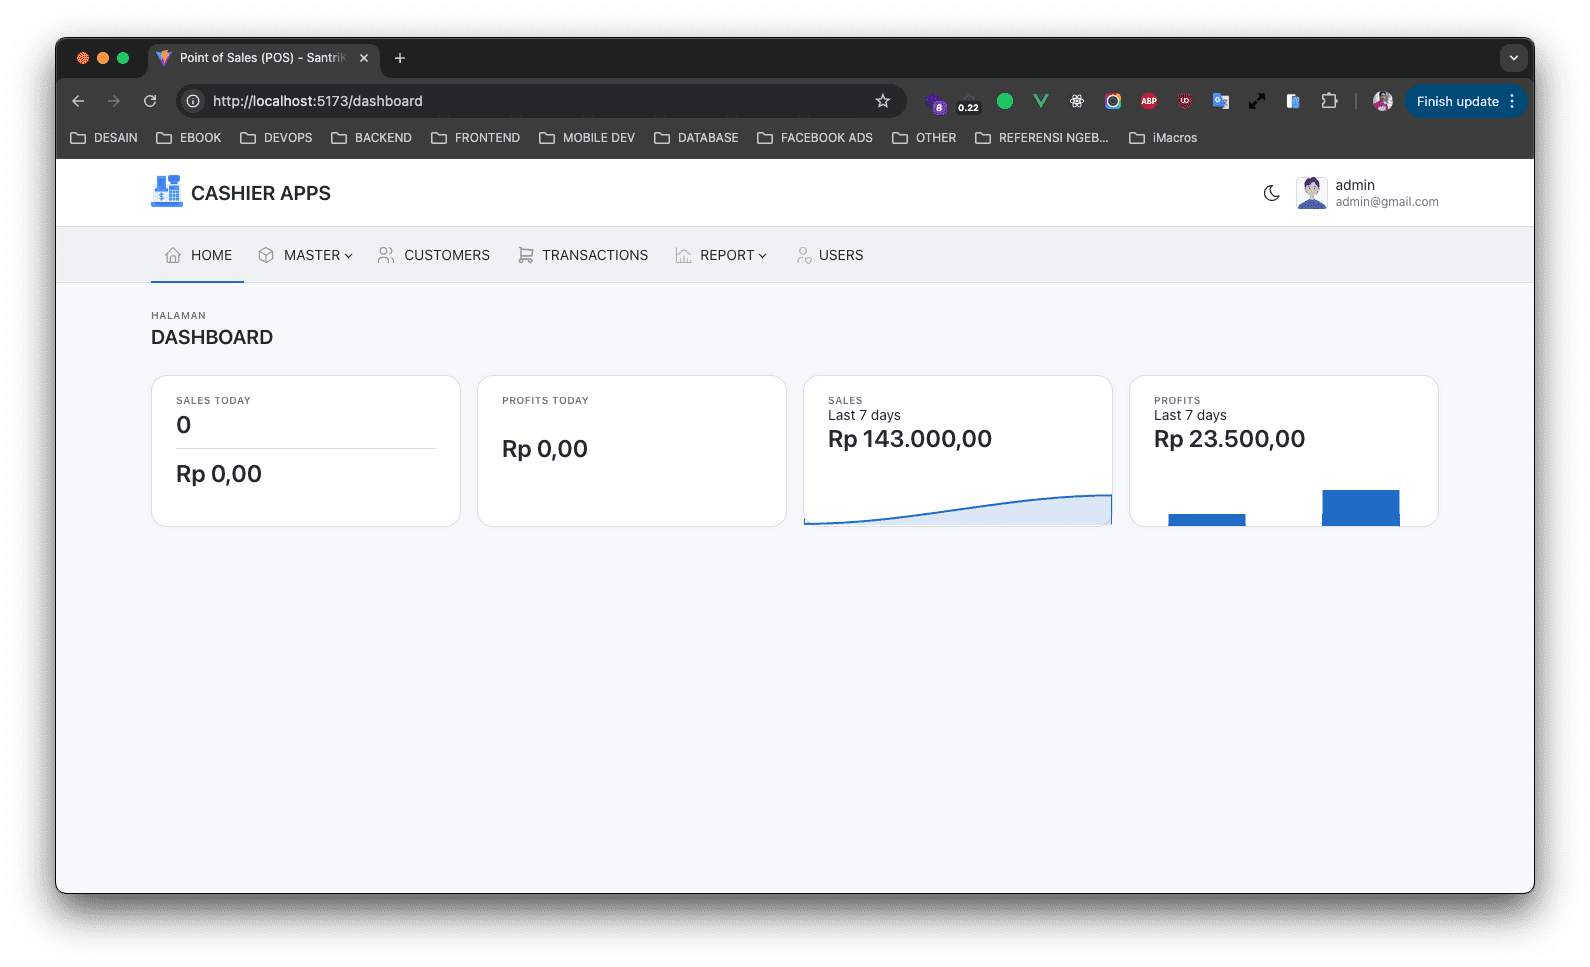 Point of Sales (POS) - Santri
http://localhost:5173/dashboard
8
0.22
ABP
Finish update
DESAIN
EBOOK
DEVOPS
BACKEND
FRONTEND
MOBILE DEV
DATABASE
FACEBOOK ADS
OTHER
REFERENSI NGEB...
iMacros
CASHIER APPS
admin
admin@gmail.com
HOME
MASTER
CUSTOMERS
TRANSACTIONS
REPORT
USERS
HALAMAN
DASHBOARD
SALES TODAY
0
Rp 0,00
PROFITS TODAY
Rp 0,00
SALES
Last 7 days
Rp 143.000,00
PROFITS
Last 7 days
Rp 23.500,00